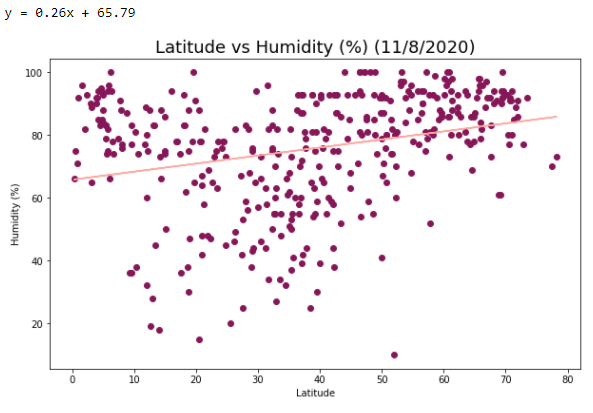 y = 0.26x + 65.79
Latitude vs Humidity (%) (11/8/2020)
100
80
60
40
20
Humidity (%)
0 10 20 30 40 50 60 70 80
Latitude